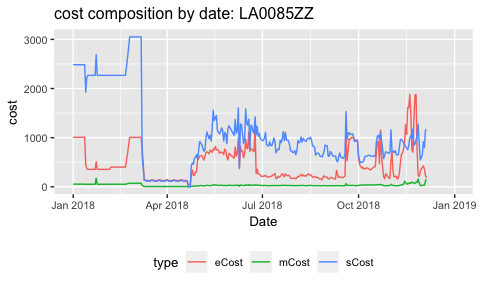 cost composition by date: LA0085ZZ
3000
2000
1000
0
cost
Jan 2018
Apr 2018
Jul 2018
Oct 2018
Jan 2019
Date
type
eCost
mCost
sCost